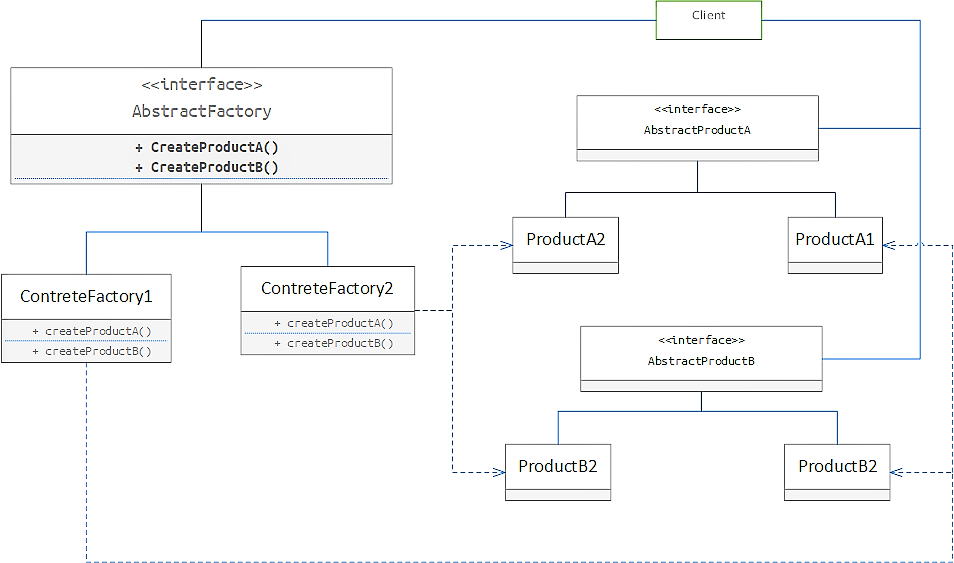 Client
<<interface>>
AbstractFactory
+ CreateProductA()
+ CreateProductB()
<<interface>>
AbstractProductA
ProductA2
ProductA1
ContreteFactory1
+ createProductA()
+ createProductB()
ContreteFactory2
+ createProductA()
+ createProductB()
<<interface>>
AbstractProductB
ProductB2
ProductB2